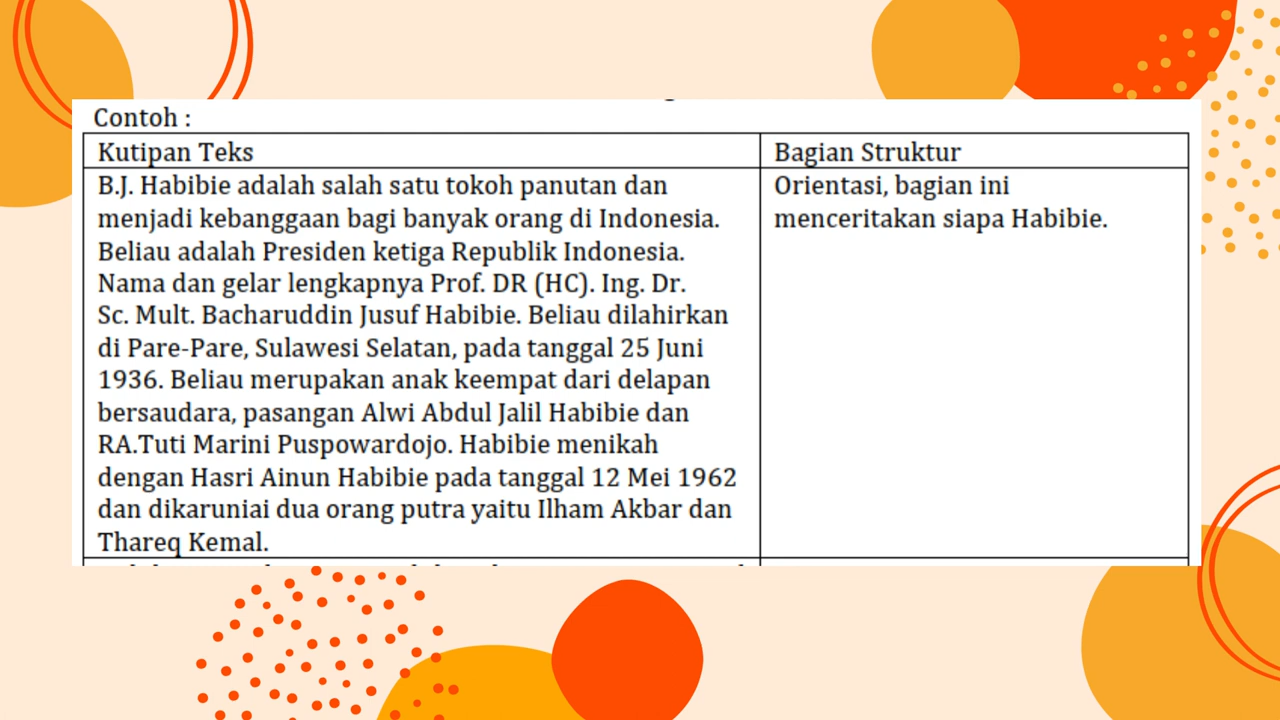 Contoh :
Kutipan Teks
Bagian Struktur
B.J. Habibie adalah salah satu tokoh panutan dan
menjadi kebanggaan bagi banyak orang di Indonesia.
Beliau adalah Presiden ketiga Republik Indonesia.
Nama dan gelar lengkapnya Prof. DR (HC). Ing. Dr.
Sc. Mult. Bacharuddin Jusuf Habibie. Beliau dilahirkan
di Pare-Pare, Sulawesi Selatan, pada tanggal 25 Juni
1936. Beliau merupakan anak keempat dari delapan
bersaudara, pasangan Alwi Abdul Jalil Habibie dan
RA.Tuti Marini Puspowardojo. Habibie menikah
dengan Hasri Ainun Habibie pada tanggal 12 Mei 1962
dan dikaruniai dua orang putra yaitu Ilham Akbar dan
Thareq Kemal.
Orientasi, bagian ini
menceritakan siapa Habibie.